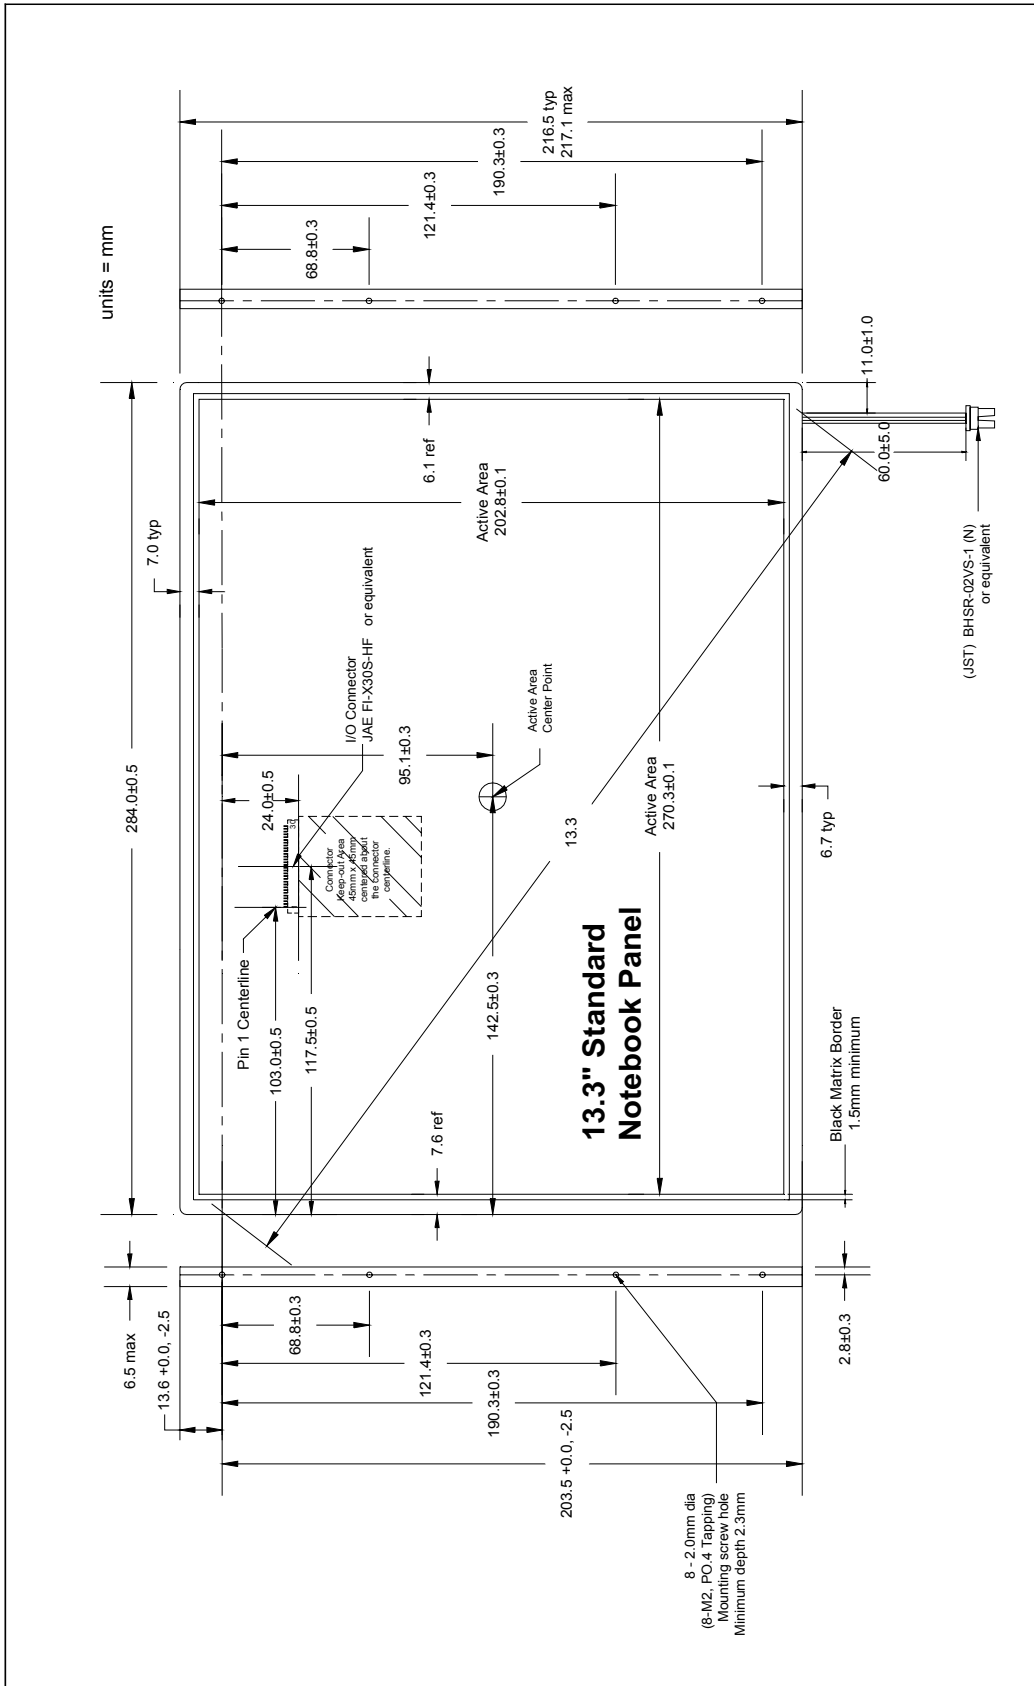 units = mm
284.0±0.5
7.0 typ
6.1 ref
7.6 ref
6.5 max
13.6 +0.0, -2.5
68.8±0.3
121.4±0.3
190.3±0.3
203.5 +0.0, -2.5
2.8±0.3
8 - 2.0mm dia
(8-M2, PO.4 Tapping)
Mounting screw hole
Minimum depth 2.3mm
Pin 1 Centerline
103.0±0.5
117.5±0.5
142.5±0.3
24.0±0.5
95.1±0.3
30
Connector
Keep-out Area
45mm x 45mm
centered about
the connector
centerline.
I/O Connector
JAE FI-X30S-HF or equivalent
Active Area
Center Point
Active Area
202.8±0.1
Active Area
270.3±0.1
13.3
13.3" Standard
Notebook Panel
Black Matrix Border
1.5mm minimum
6.7 typ
68.8±0.3
121.4±0.3
190.3±0.3
216.5 typ
217.1 max
11.0±1.0
60.0±5.0
(JST) BHSR-02VS-1 (N)
or equivalent